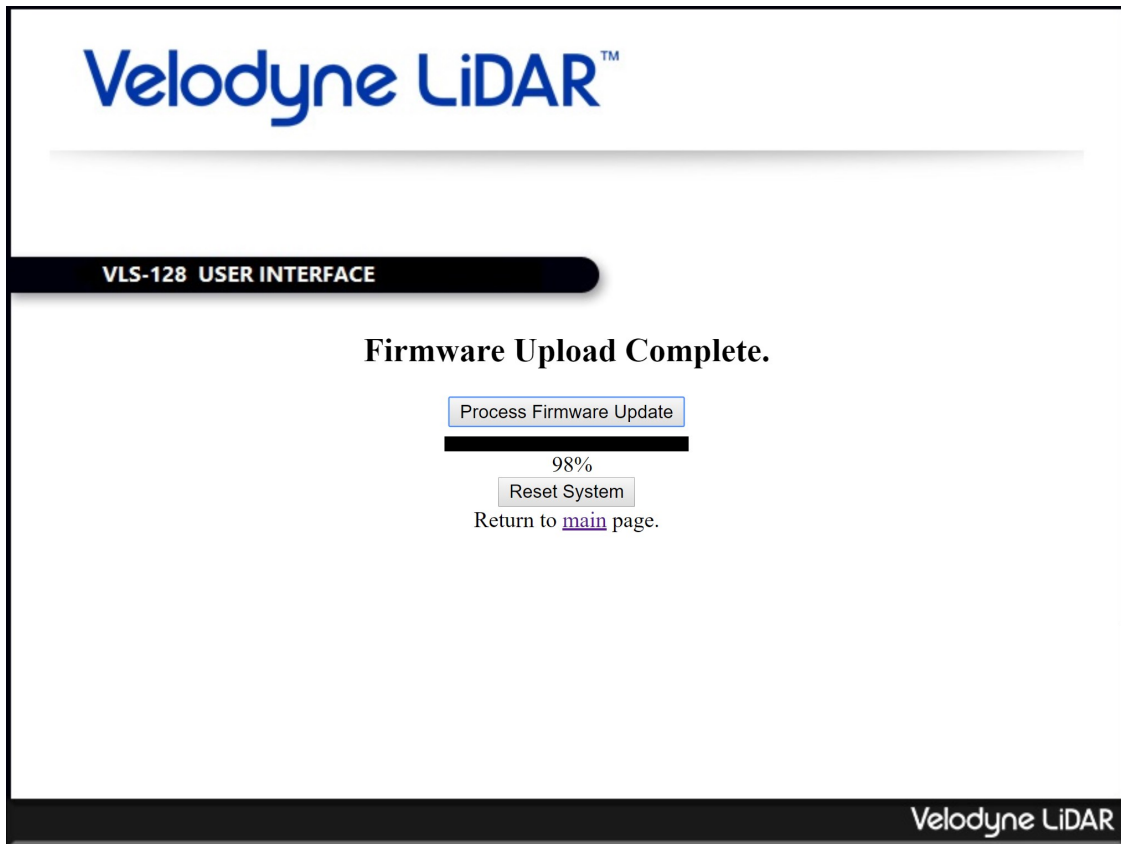 Velodyne LiDAR™
VLS-128 USER INTERFACE
Firmware Upload Complete.
Process Firmware Update
98%
Reset System
Return to main page.
Velodyne LiDAR